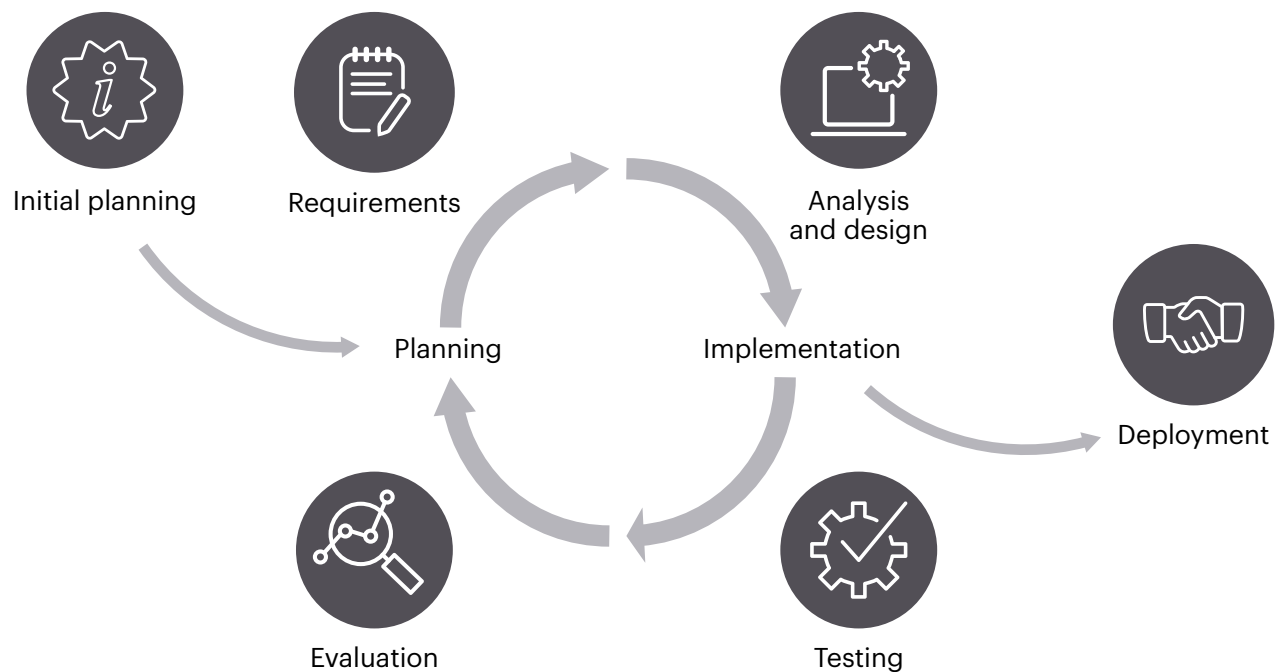 Initial planning
Requirements
Analysis
and design
Planning
Implementation
Deployment
Evaluation
Testing